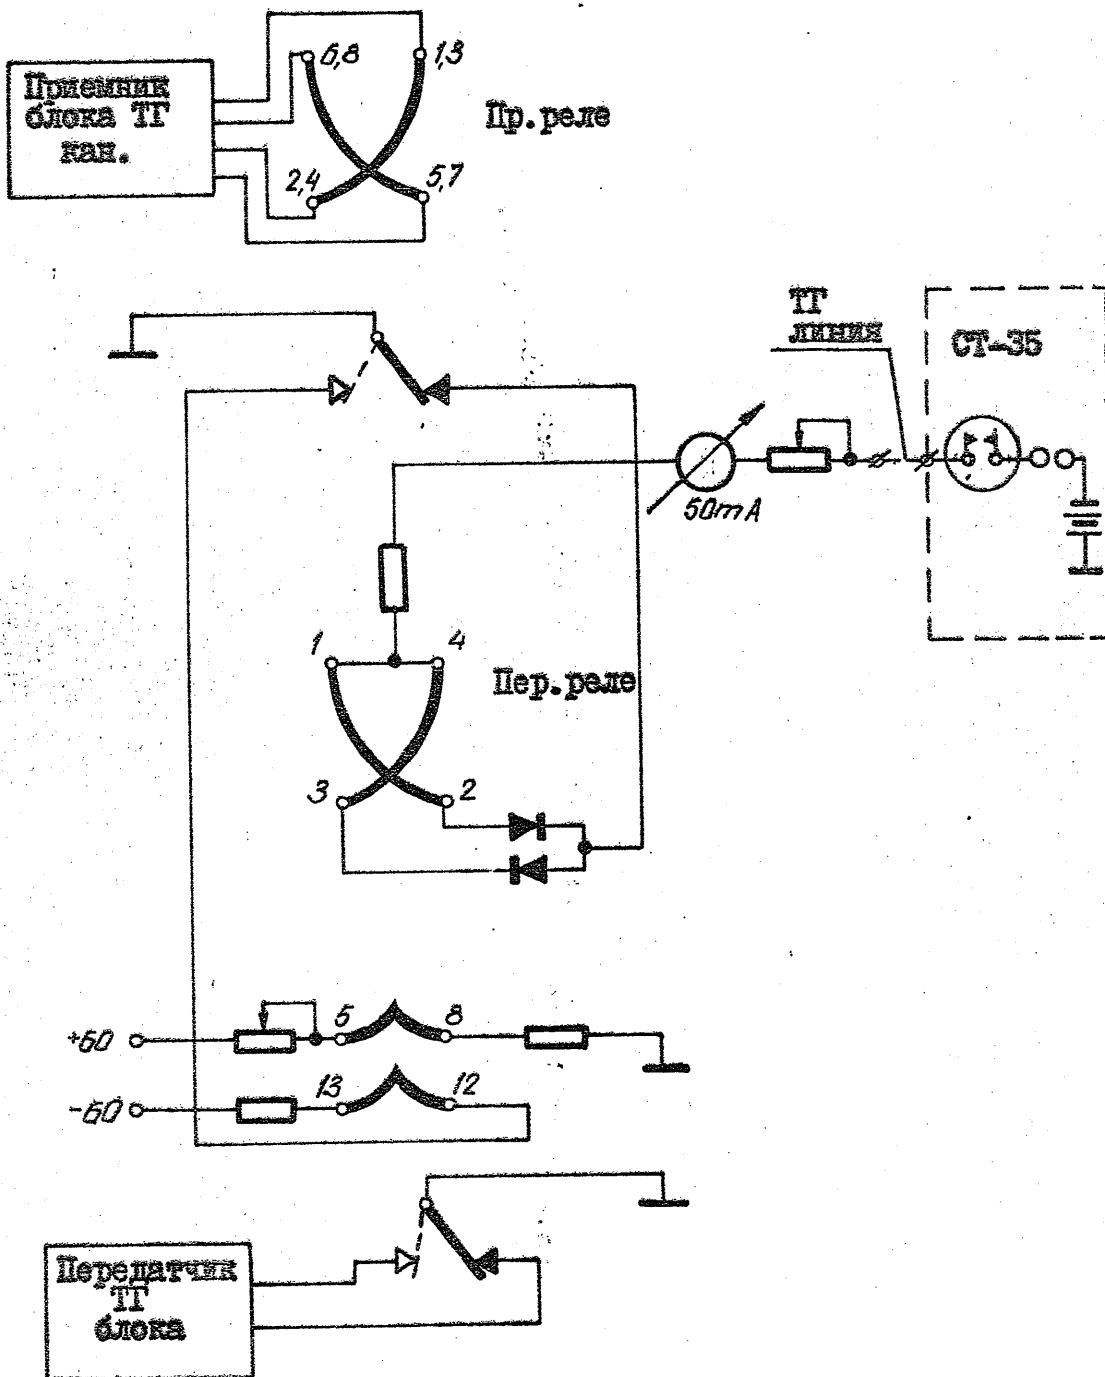 6,8
1,3
Приемник
блока ТГ
кан.
Пр.реле
2,4
5,7
ТГ
линия
СТ-35
50mA
1
4
Пер.реле
3
2
+60
5
8
-60
13
12
Передатчик
ТГ
блока